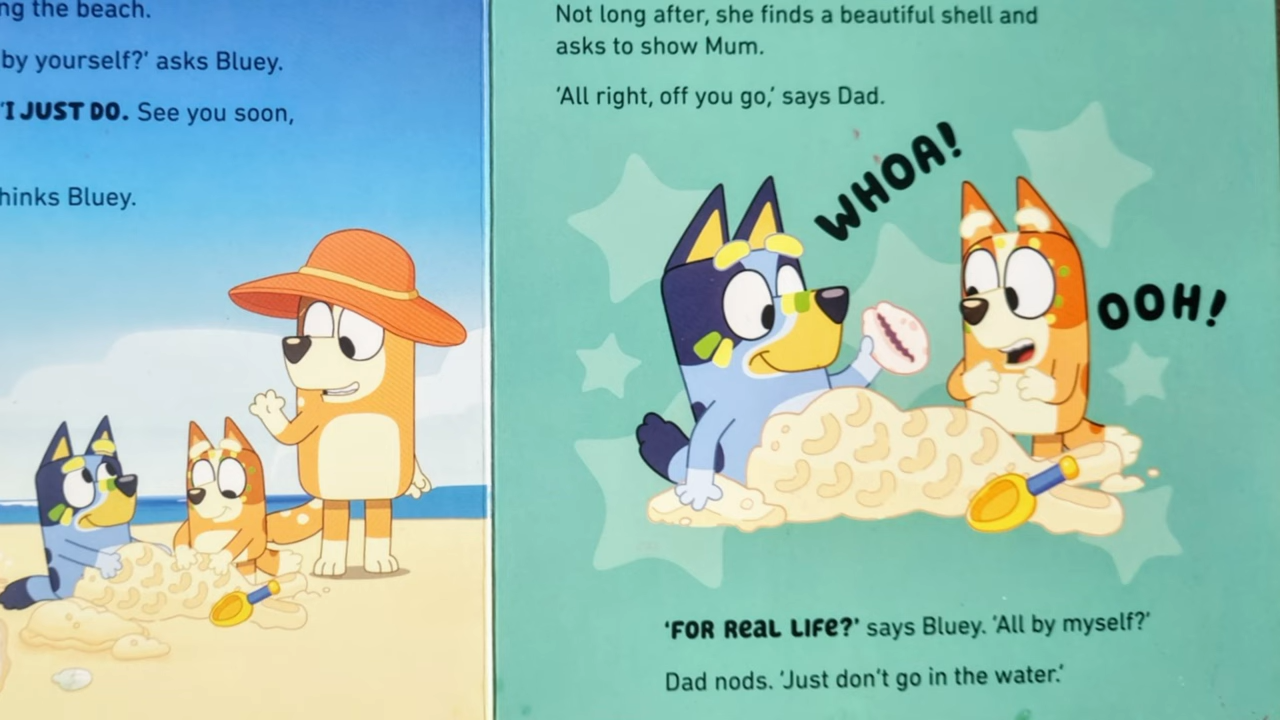 ng the beach.
by yourself?' asks Bluey.
'I JUST DO. See you soon,
hinks Bluey.
Not long after, she finds a beautiful shell and
asks to show Mum.
'All right, off you go,' says Dad.
WHOA!
OOH!
'FOR REAL LIFE?' says Bluey. 'All by myself?'
Dad nods. 'Just don't go in the water.'